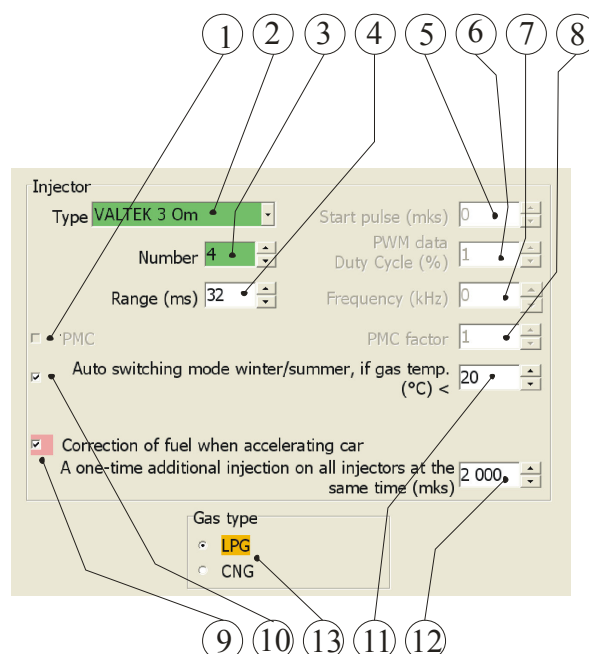 1 2 3 4 5 6 7 8
Injector
Type VALTEK 3 Om Start pulse (mks) 0
PWM data
Number 4 Duty Cycle (%) 1
Range (ms) 32 Frequency (kHz) 0
PMC PMC factor 1
Auto switching mode winter/summer, if gas temp.
(°C) < 20
Correction of fuel when accelerating car
A one-time additional injection on all injectors at the
same time (mks) 2 000
Gas type
LPG
CNG
9 10 13 11 12